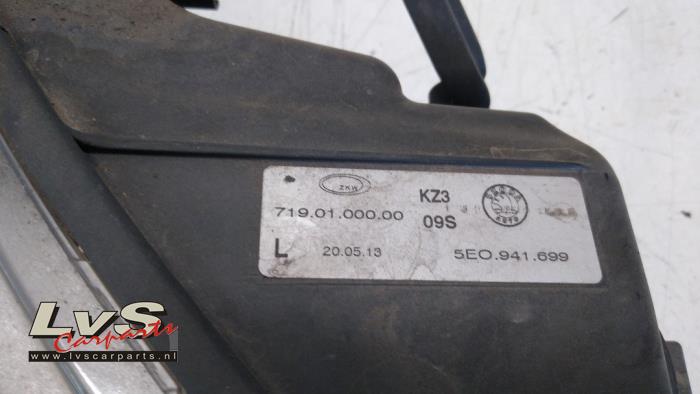 ZKW
KZ3
719.01.000.00
09S
L
20.05.13
5E0.941.699
LvS
Carparts
www.lvscarparts.nl